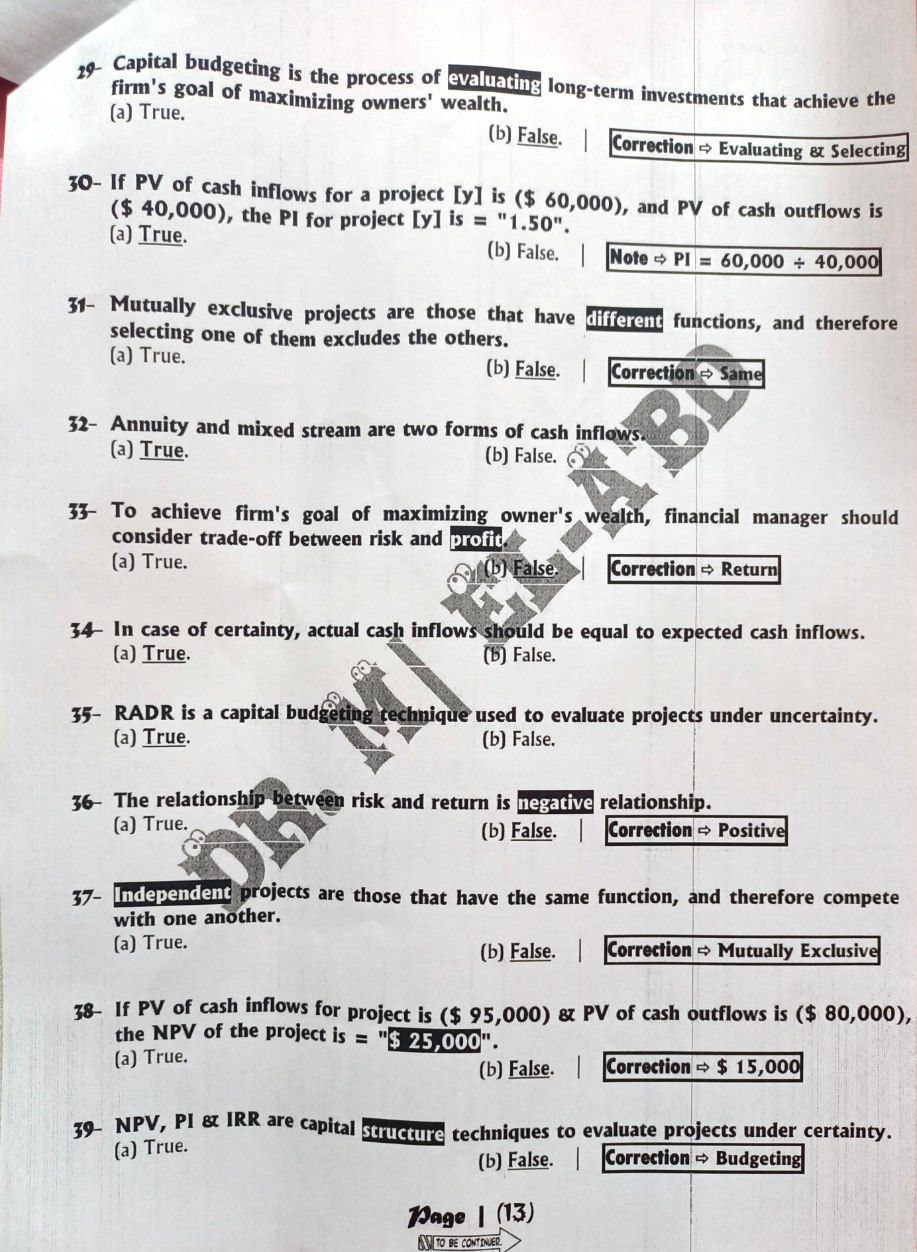 29- Capital budgeting is the process of evaluating long-term investments that achieve the
firm's goal of maximizing owners' wealth.
(a) True. (b) False. | Correction ⇨ Evaluating & Selecting
30- If PV of cash inflows for a project [y] is ($ 60,000), and PV of cash outflows is
($ 40,000), the PI for project [y] is = "1.50".
(a) True. (b) False. | Note ⇨ PI = 60,000 ÷ 40,000
31- Mutually exclusive projects are those that have different functions, and therefore
selecting one of them excludes the others.
(a) True. (b) False. | Correction ⇨ Same
32- Annuity and mixed stream are two forms of cash inflows.
(a) True. (b) False.
33- To achieve firm's goal of maximizing owner's wealth, financial manager should
consider trade-off between risk and profit.
(a) True. (b) False. | Correction ⇨ Return
34- In case of certainty, actual cash inflows should be equal to expected cash inflows.
(a) True. (b) False.
35- RADR is a capital budgeting technique used to evaluate projects under uncertainty.
(a) True. (b) False.
36- The relationship between risk and return is negative relationship.
(a) True. (b) False. | Correction ⇨ Positive
37- Independent projects are those that have the same function, and therefore compete
with one another.
(a) True. (b) False. | Correction ⇨ Mutually Exclusive
38- If PV of cash inflows for project is ($ 95,000) & PV of cash outflows is ($ 80,000),
the NPV of the project is = "$ 25,000".
(a) True. (b) False. | Correction ⇨ $ 15,000
39- NPV, PI & IRR are capital structure techniques to evaluate projects under certainty.
(a) True. (b) False. | Correction ⇨ Budgeting
DR. M| EL-A'BD
Page | (13)
TO BE CONTINUED.